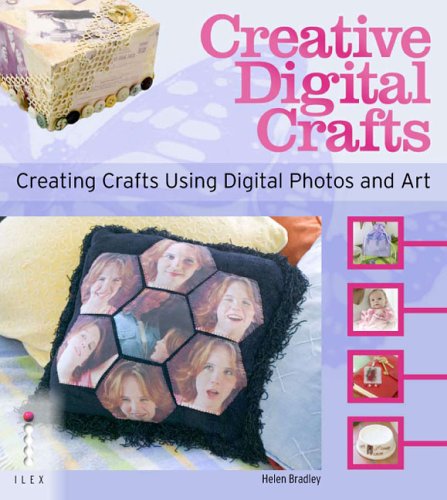 Creative
Digital
Crafts
Creating Crafts Using Digital Photos and Art
ILEX
Helen Bradley